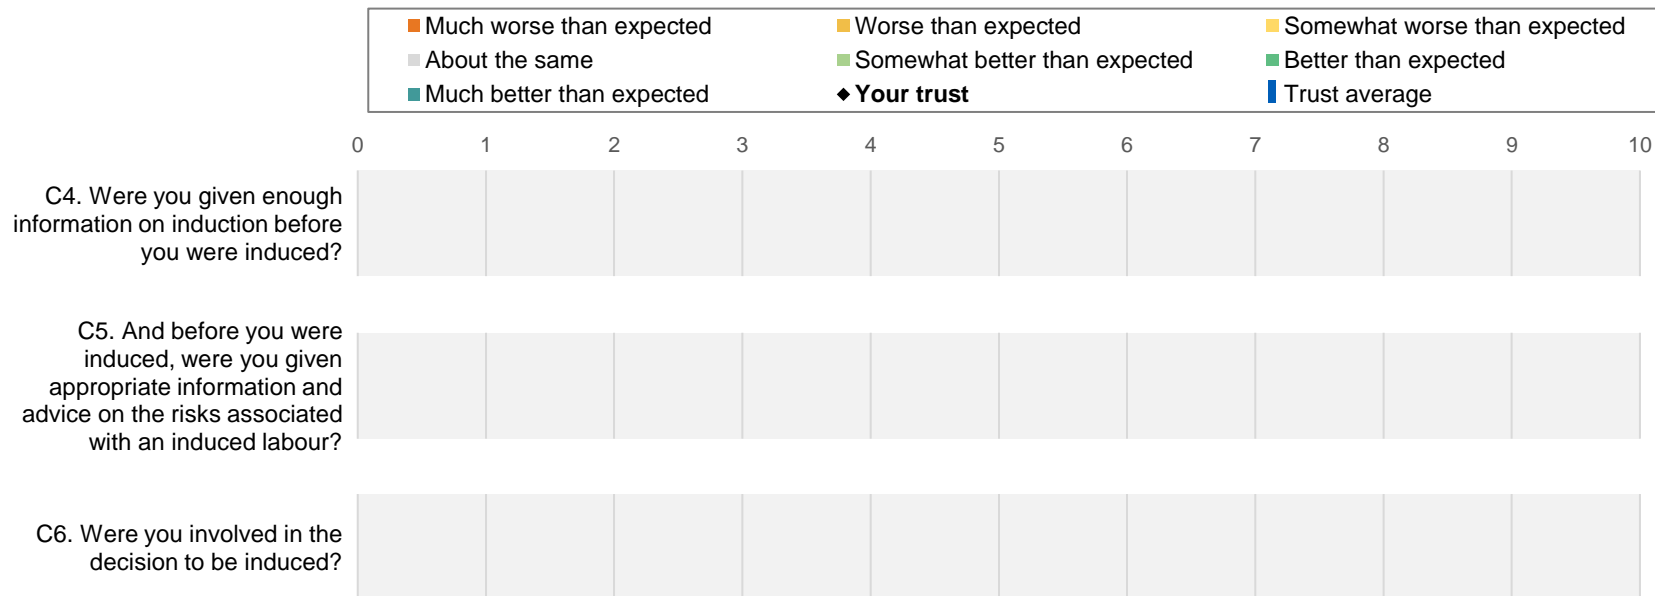 Much worse than expected
Worse than expected
Somewhat worse than expected
About the same
Somewhat better than expected
Better than expected
Much better than expected
Your trust
Trust average
0 1 2 3 4 5 6 7 8 9 10
C4. Were you given enough
information on induction before
you were induced?
C5. And before you were
induced, were you given
appropriate information and
advice on the risks associated
with an induced labour?
C6. Were you involved in the
decision to be induced?